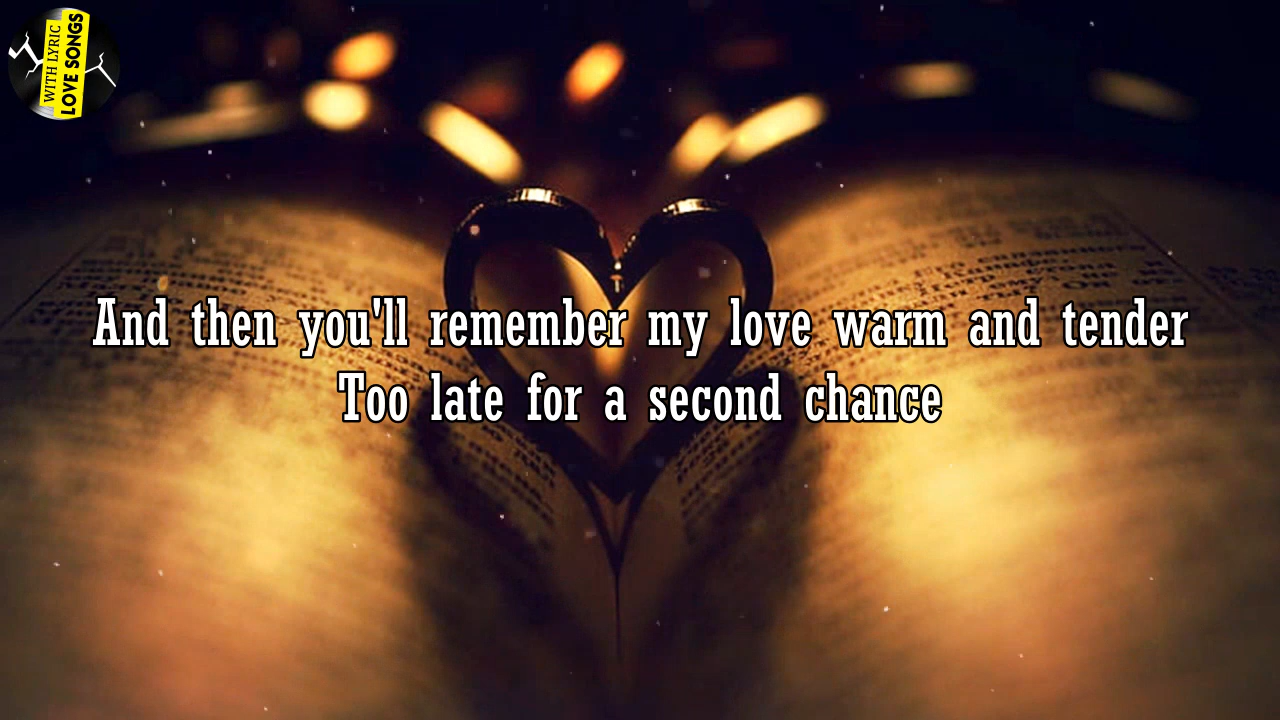 WITH LYRIC
LOVE SONGS
And then you'll remember my love warm and tender
Too late for a second chance